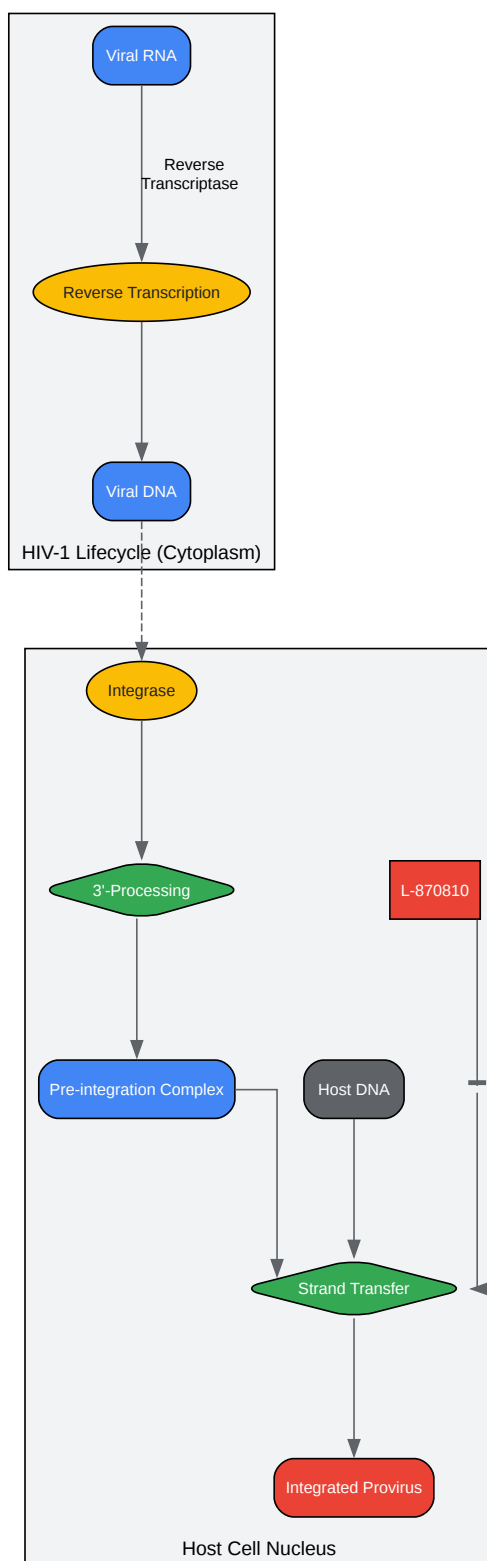 Viral RNA
Reverse
Transcriptase
Reverse Transcription
Viral DNA
HIV-1 Lifecycle (Cytoplasm)
Integrase
3'-Processing
L-870810
Pre-integration Complex
Host DNA
Strand Transfer
Integrated Provirus
Host Cell Nucleus